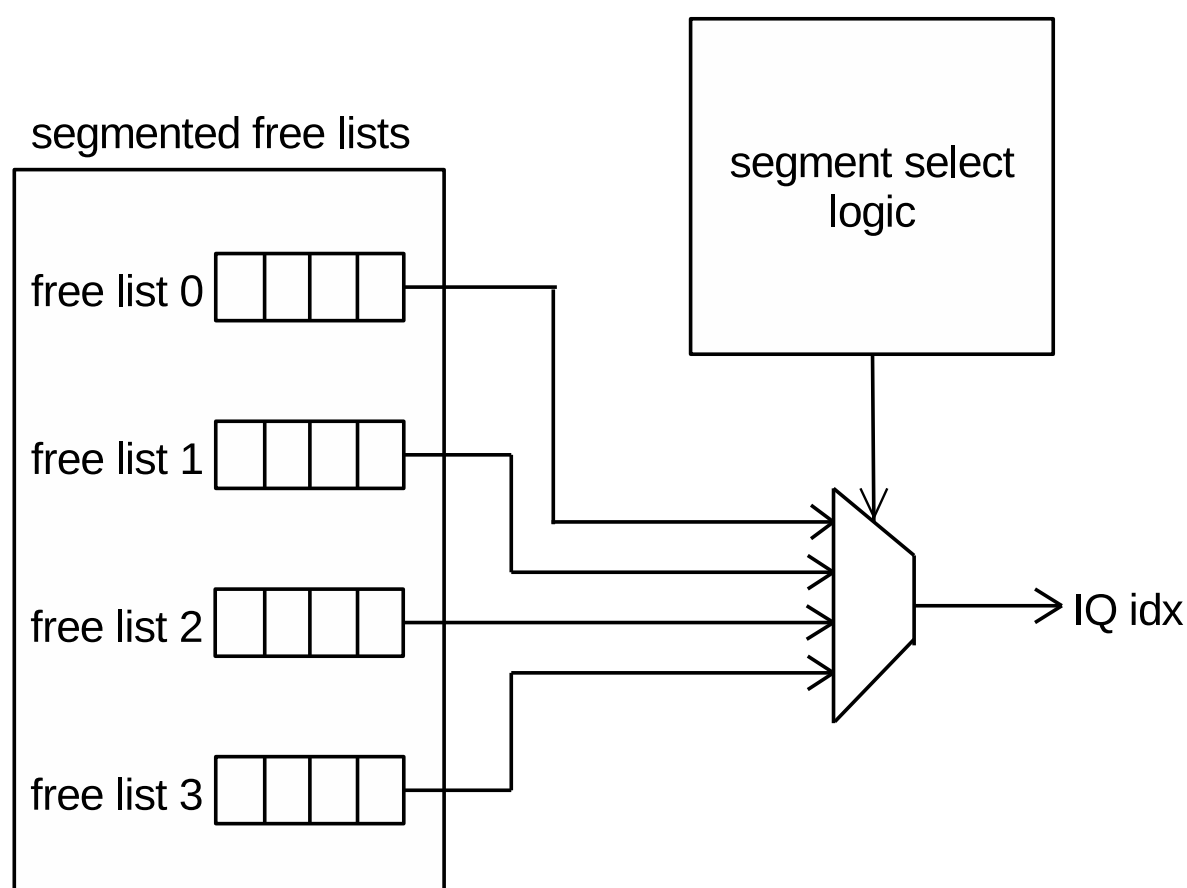 segmented free lists
segment select
logic
free list 0
free list 1
free list 2
free list 3
IQ idx